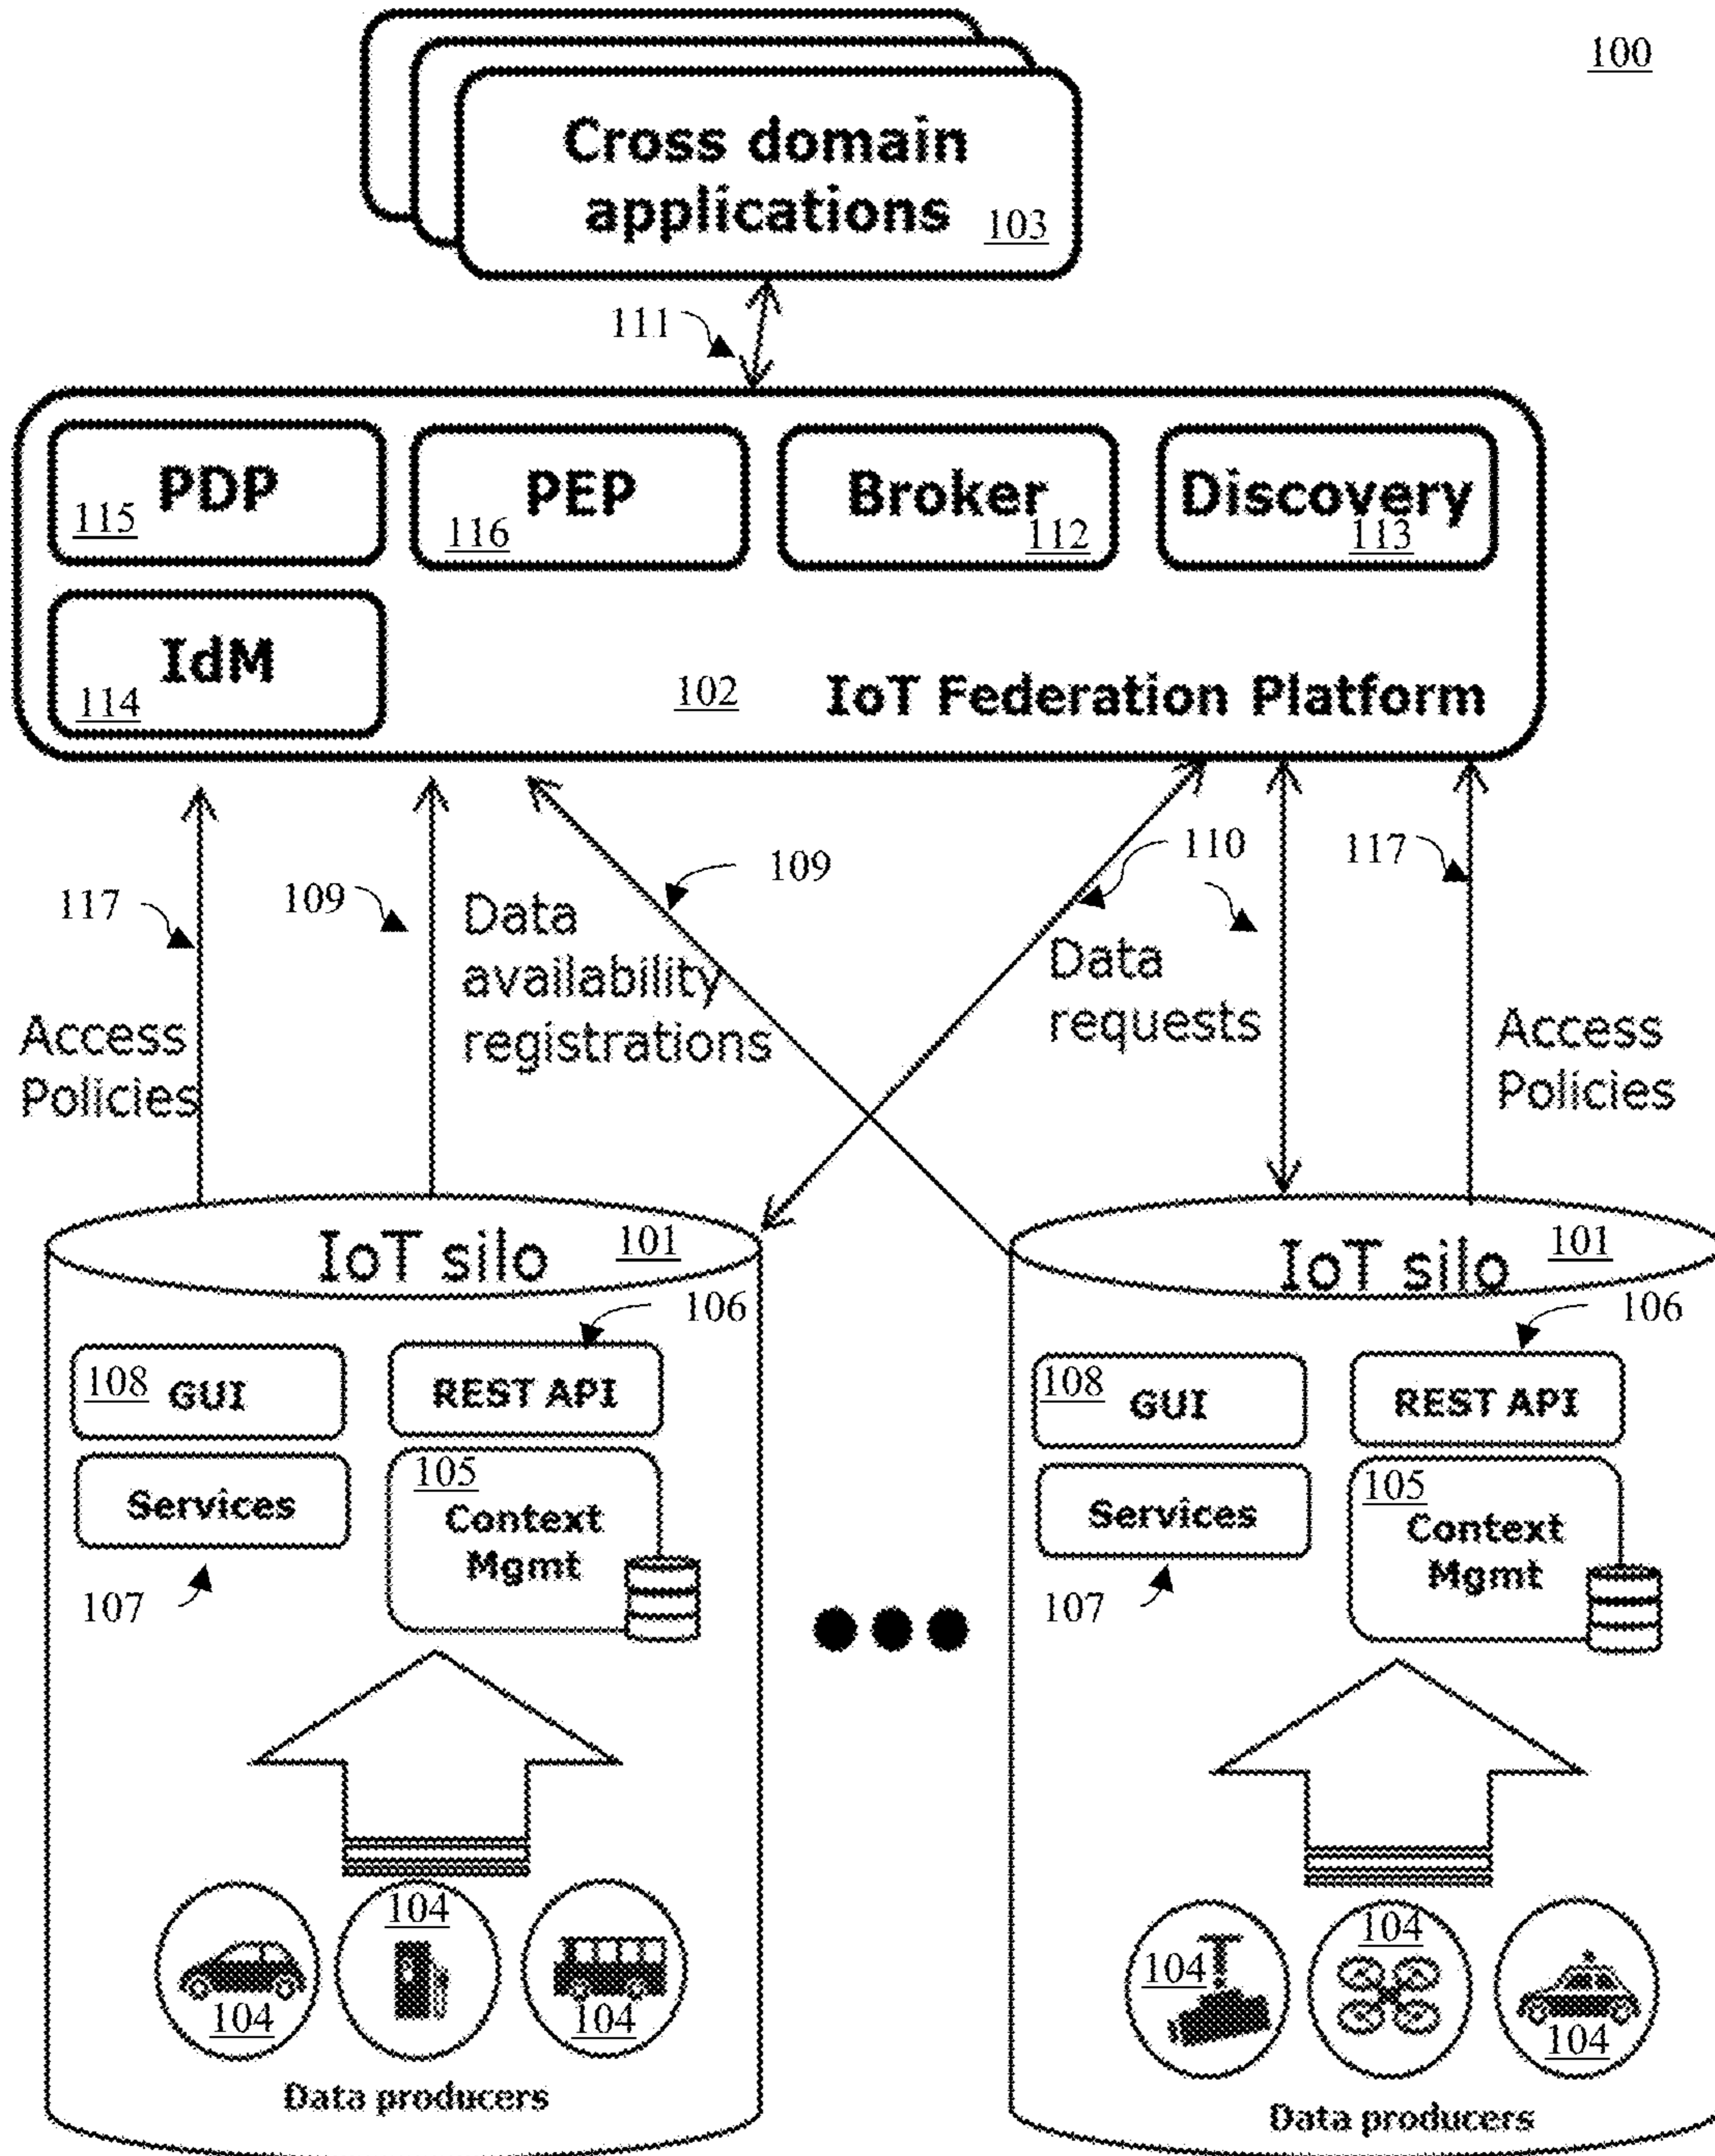 100
Cross domain
applications 103
111
PDP
115
PEP
116
Broker
112
Discovery
113
IdM
114
102 IoT Federation Platform
117
109
109
110
117
Data
availability
registrations
Data
requests
Access
Policies
Access
Policies
IoT silo 101
106
108 GUI
REST API
Services
105
Context
Mgmt
107
104
104
104
Data producers
IoT silo 101
106
108 GUI
REST API
Services
105
Context
Mgmt
107
104
104
104
Data producers